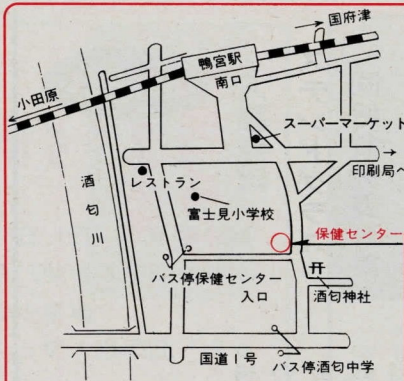 国府津
鴨宮駅
南口
小田原
スーパーマーケット
印刷局へ
レストラン
富士見小学校
酒匂川
保健センター
バス停保健センター
入口
酒匂神社
国道1号
バス停酒匂中学